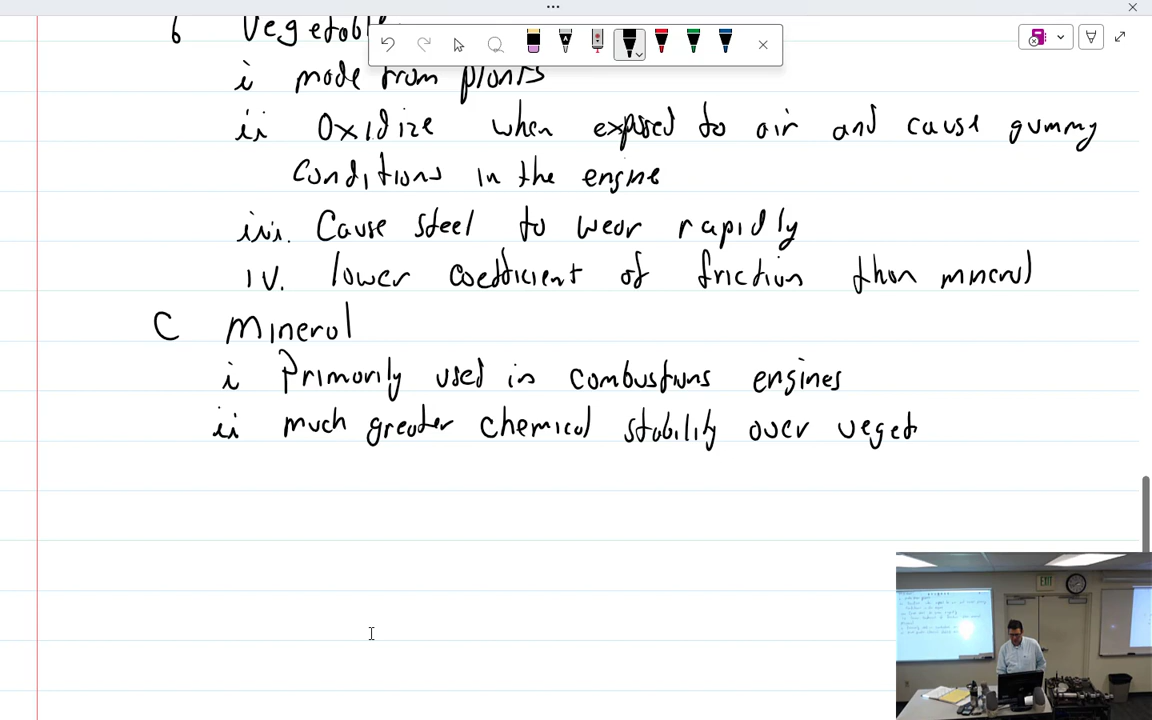 b Vegetabl
i made from plants
ii Oxidize when exposed to air and cause gummy
Conditions in the engine
iii. Cause steel to wear rapidly
IV. lower coefficient of friction than mineral
C Mineral
i Primarily used in combustions engines
ii much greater chemical stability over veget
EXIT